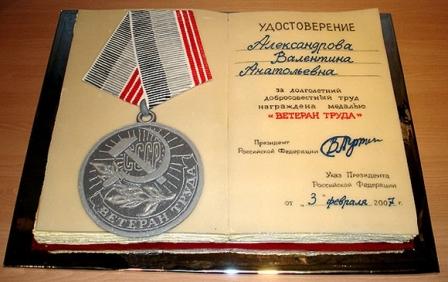 СССР
ВЕТЕРАН ТРУДА
УДОСТОВЕРЕНИЕ
Александрова
Валентина
Анатольевна
за долголетний
добросовестный труд
награждена медалью
"ВЕТЕРАН ТРУДА"
Президент
Российской Федерации
В.Путин
Указ Президента
Российской Федерации
от "3" февраля 2007 г.